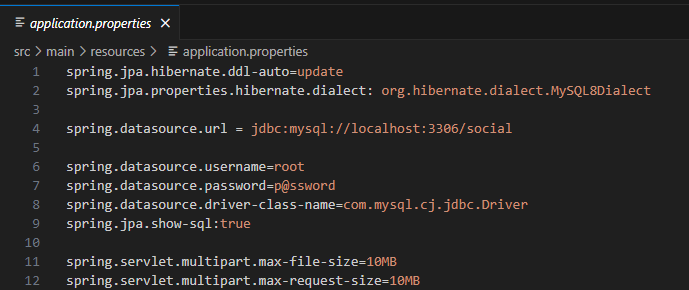 application.properties ×
src > main > resources > application.properties
1 spring.jpa.hibernate.ddl-auto=update
2 spring.jpa.properties.hibernate.dialect: org.hibernate.dialect.MySQL8Dialect
3
4 spring.datasource.url = jdbc:mysql://localhost:3306/social
5
6 spring.datasource.username=root
7 spring.datasource.password=p@ssword
8 spring.datasource.driver-class-name=com.mysql.cj.jdbc.Driver
9 spring.jpa.show-sql:true
10
11 spring.servlet.multipart.max-file-size=10MB
12 spring.servlet.multipart.max-request-size=10MB